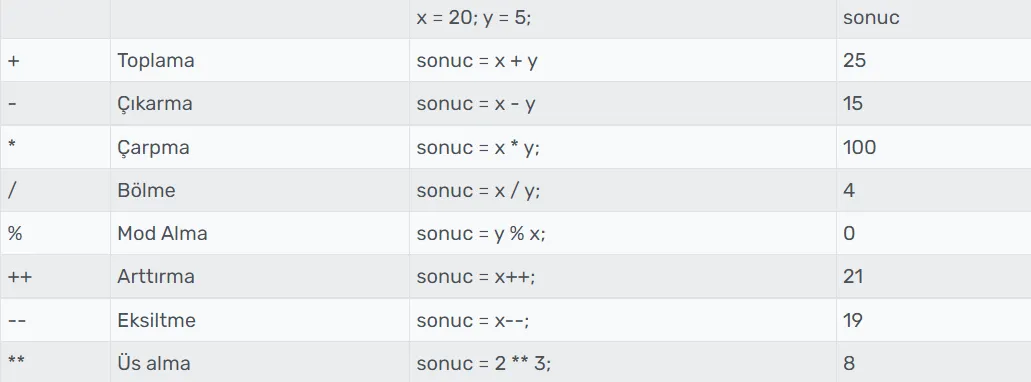 x = 20; y = 5; sonuc
+ Toplama sonuc = x + y 25
- Çıkarma sonuc = x - y 15
* Çarpma sonuc = x * y; 100
/ Bölme sonuc = x / y; 4
% Mod Alma sonuc = y % x; 0
++ Arttırma sonuc = x++; 21
-- Eksiltme sonuc = x--; 19
** Üs alma sonuc = 2 ** 3; 8